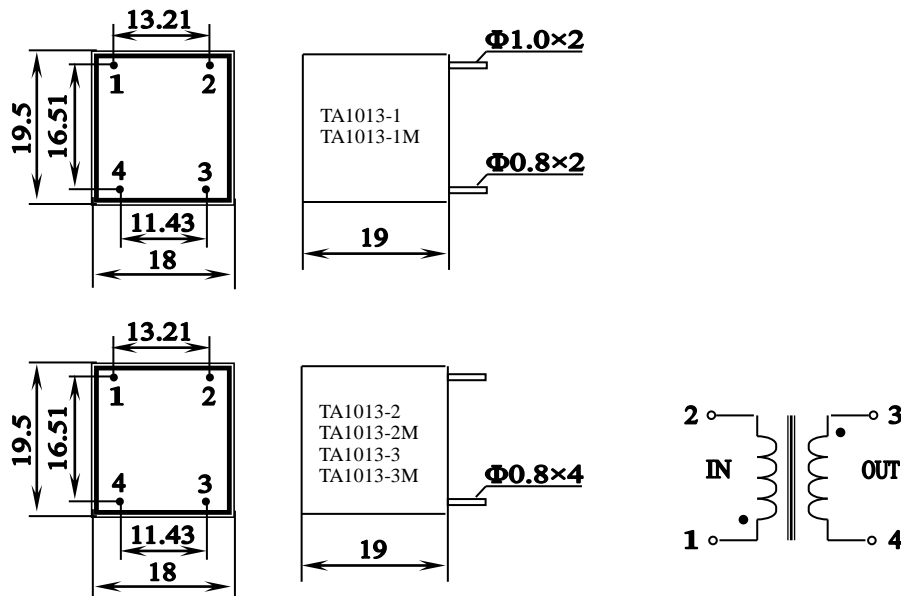 13.21
1 2
19.5
16.51
4 3
11.43
18
TA1013-1
TA1013-1M
Φ1.0×2
Φ0.8×2
19
13.21
1 2
19.5
16.51
4 3
11.43
18
TA1013-2
TA1013-2M
TA1013-3
TA1013-3M
Φ0.8×4
19
2 3
IN OUT
1 4